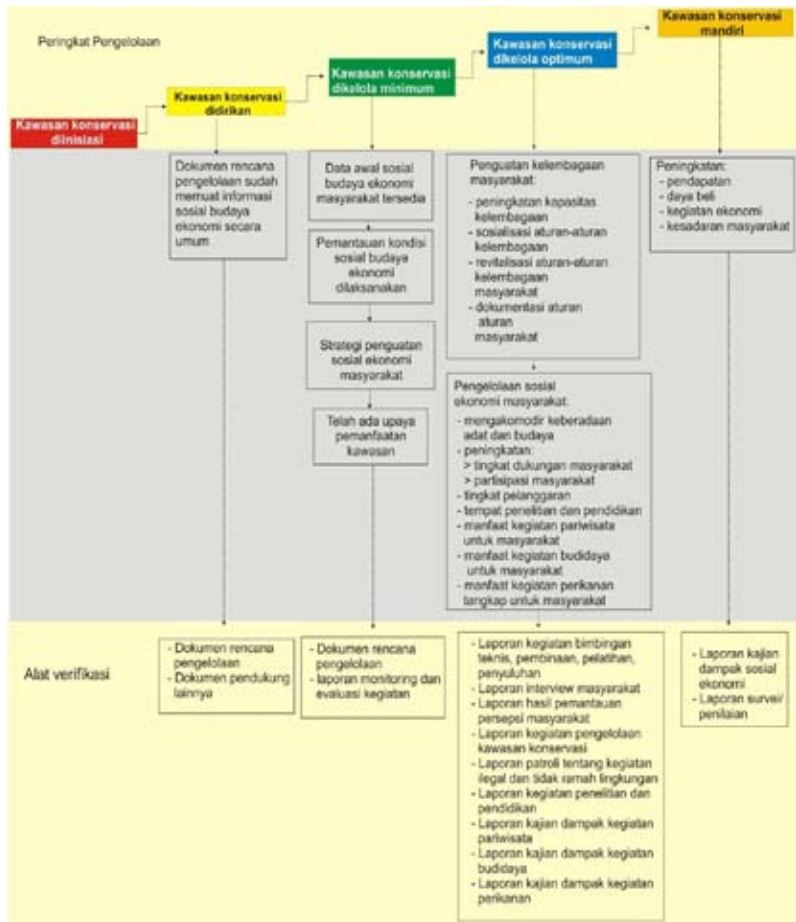 Peringkat Pengelolaan
Kawasan konservasi
diinisiasi
Kawasan konservasi
didirikan
Kawasan konservasi
dikelola minimum
Kawasan konservasi
dikelola optimum
Kawasan konservasi
mandiri
Dokumen rencana
pengelolaan sudah
memuat informasi
sosial budaya
ekonomi secara
umum
Data awal sosial
budaya ekonomi
masyarakat tersedia
Pemantauan kondisi
sosial budaya
ekonomi
dilaksanakan
Strategi penguatan
sosial ekonomi
masyarakat
Telah ada upaya
pemanfaatan
kawasan
Penguatan kelembagaan
masyarakat:
- peningkatan kapasitas
kelembagaan
- sosialisasi aturan-aturan
kelembagaan
- revitalisasi aturan-aturan
kelembagaan
masyarakat
- dokumentasi aturan
aturan
masyarakat
Pengelolaan sosial
ekonomi masyarakat:
- mengakomodir keberadaan
adat dan budaya
- peningkatan:
> tingkat dukungan masyarakat
> partisipasi masyarakat
- tingkat pelanggaran
- tempat penelitian dan pendidikan
- manfaat kegiatan pariwisata
untuk masyarakat
- manfaat kegiatan budidaya
untuk masyarakat
- manfaat kegiatan perikanan
tangkap untuk masyarakat
Peningkatan:
- pendapatan
- daya beli
- kegiatan ekonomi
- kesadaran masyarakat
Alat verifikasi
- Dokumen rencana
pengelolaan
- Dokumen pendukung
lainnya
- Dokumen rencana
pengelolaan
- laporan monitoring dan
evaluasi kegiatan
- Laporan kegiatan bimbingan
teknis, pembinaan, pelatihan,
penyuluhan
- Laporan interview masyarakat
- Laporan hasil pemantauan
persepsi masyarakat
- Laporan kegiatan pengelolaan
kawasan konservasi
- Laporan patroli tentang kegiatan
ilegal dan tidak ramah lingkungan
- Laporan kegiatan penelitian dan
pendidikan
- Laporan kajian dampak kegiatan
pariwisata
- Laporan kajian dampak kegiatan
budidaya
- Laporan kajian dampak kegiatan
perikanan
- Laporan kajian
dampak sosial
ekonomi
- Laporan survei/
penilaian